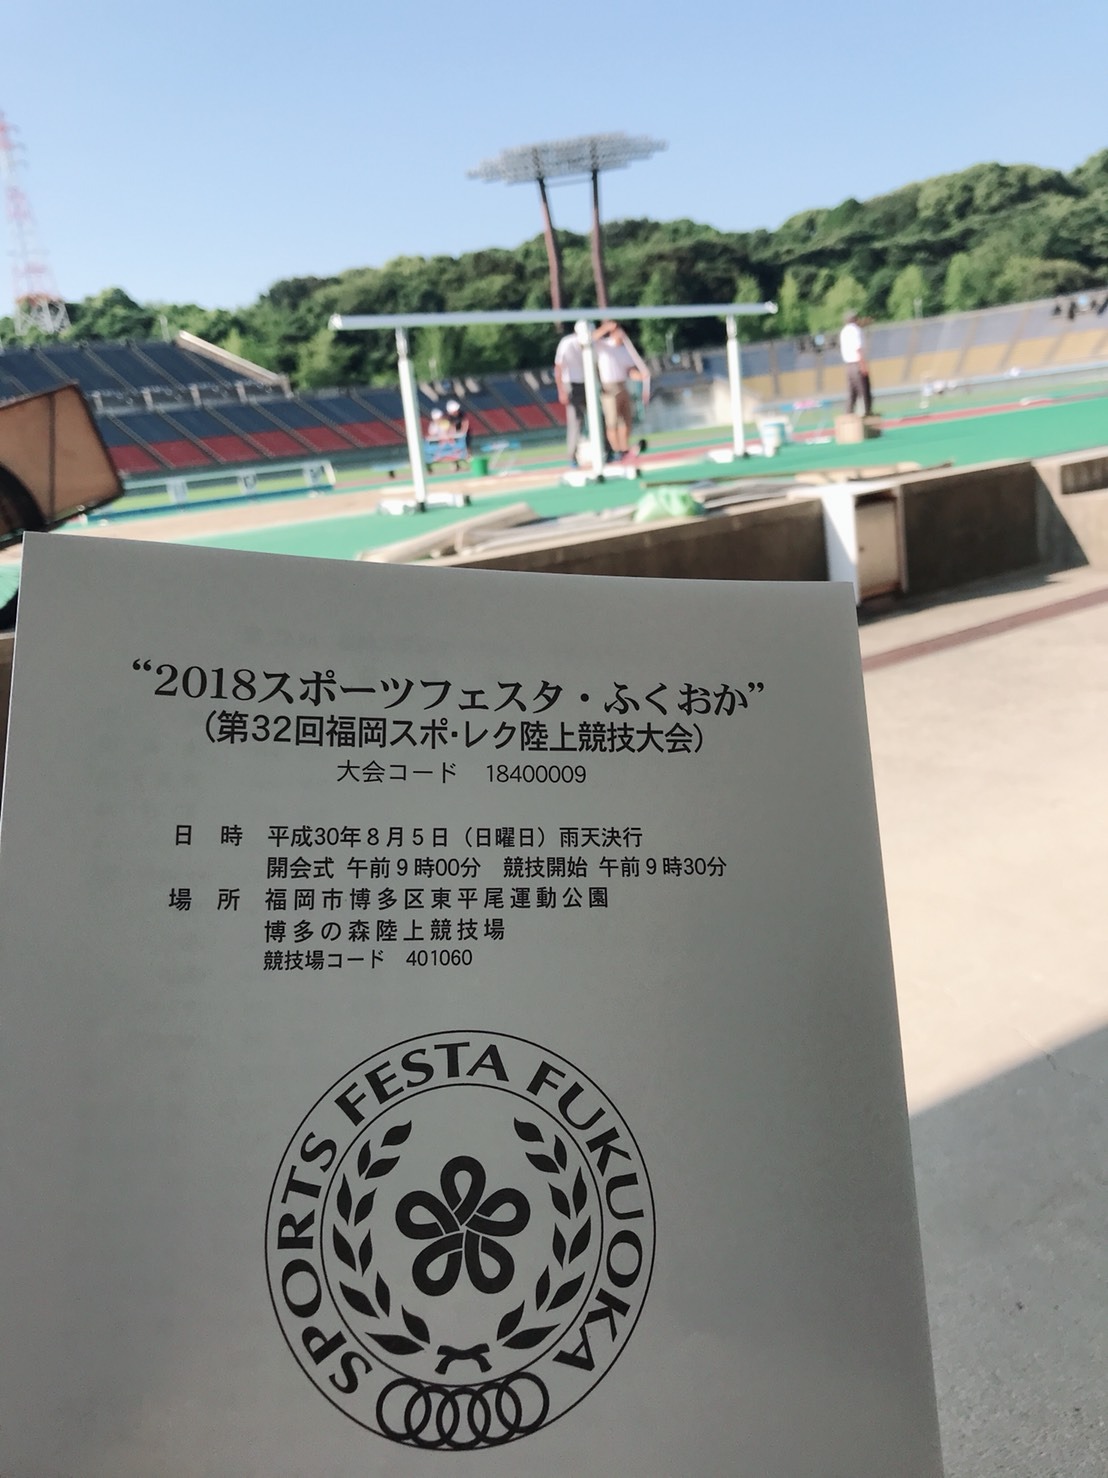 “2018スポーツフェスタ・ふくおか”
(第32回福岡スポ・レク陸上競技大会)
大会コード　18400009
日　時　平成30年８月５日（日曜日）雨天決行
開会式 午前９時00分　競技開始 午前９時30分
場　所　福岡市博多区東平尾運動公園
博多の森陸上競技場
競技場コード　401060
SPORTS FESTA FUKUOKA